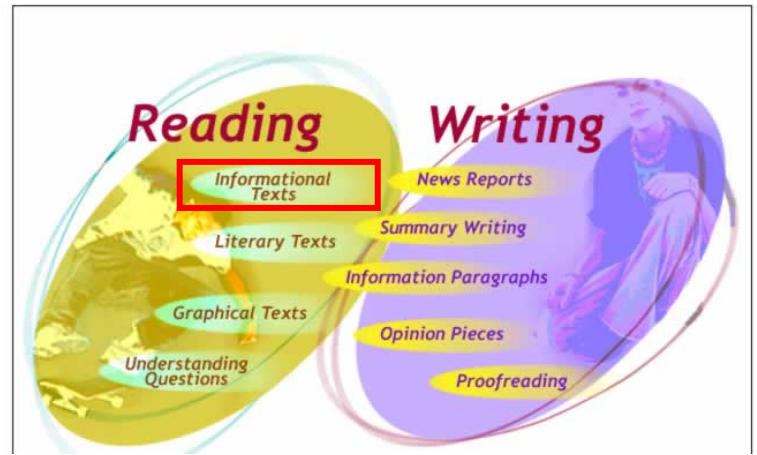 Reading
Informational
Texts
Literary Texts
Graphical Texts
Understanding
Questions
Writing
News Reports
Summary Writing
Information Paragraphs
Opinion Pieces
Proofreading